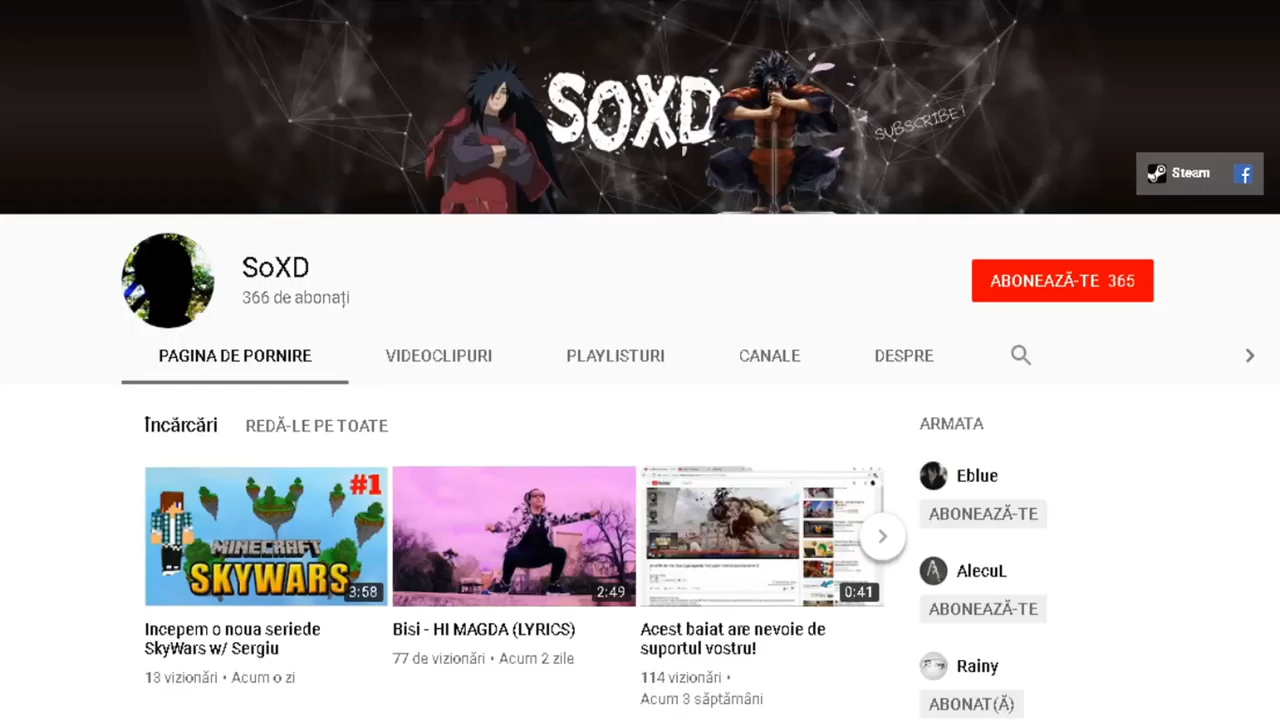 SOXD
SUBSCRIBE!
Steam
SoXD
366 de abonați
ABONEAZĂ-TE 365
PAGINA DE PORNIRE
VIDEOCLIPURI
PLAYLISTURI
CANALE
DESPRE
Încărcări
REDĂ-LE PE TOATE
ARMATA
#1
MINECRAFT
SKYWARS
3:58
2:49
0:41
Incepem o noua seriede
SkyWars w/ Sergiu
13 vizionări • Acum o zi
Bisi - HI MAGDA (LYRICS)
77 de vizionări • Acum 2 zile
Acest baiat are nevoie de
suportul vostru!
114 vizionări •
Acum 3 săptămâni
Eblue
ABONEAZĂ-TE
AlecuL
ABONEAZĂ-TE
Rainy
ABONAT(Ă)